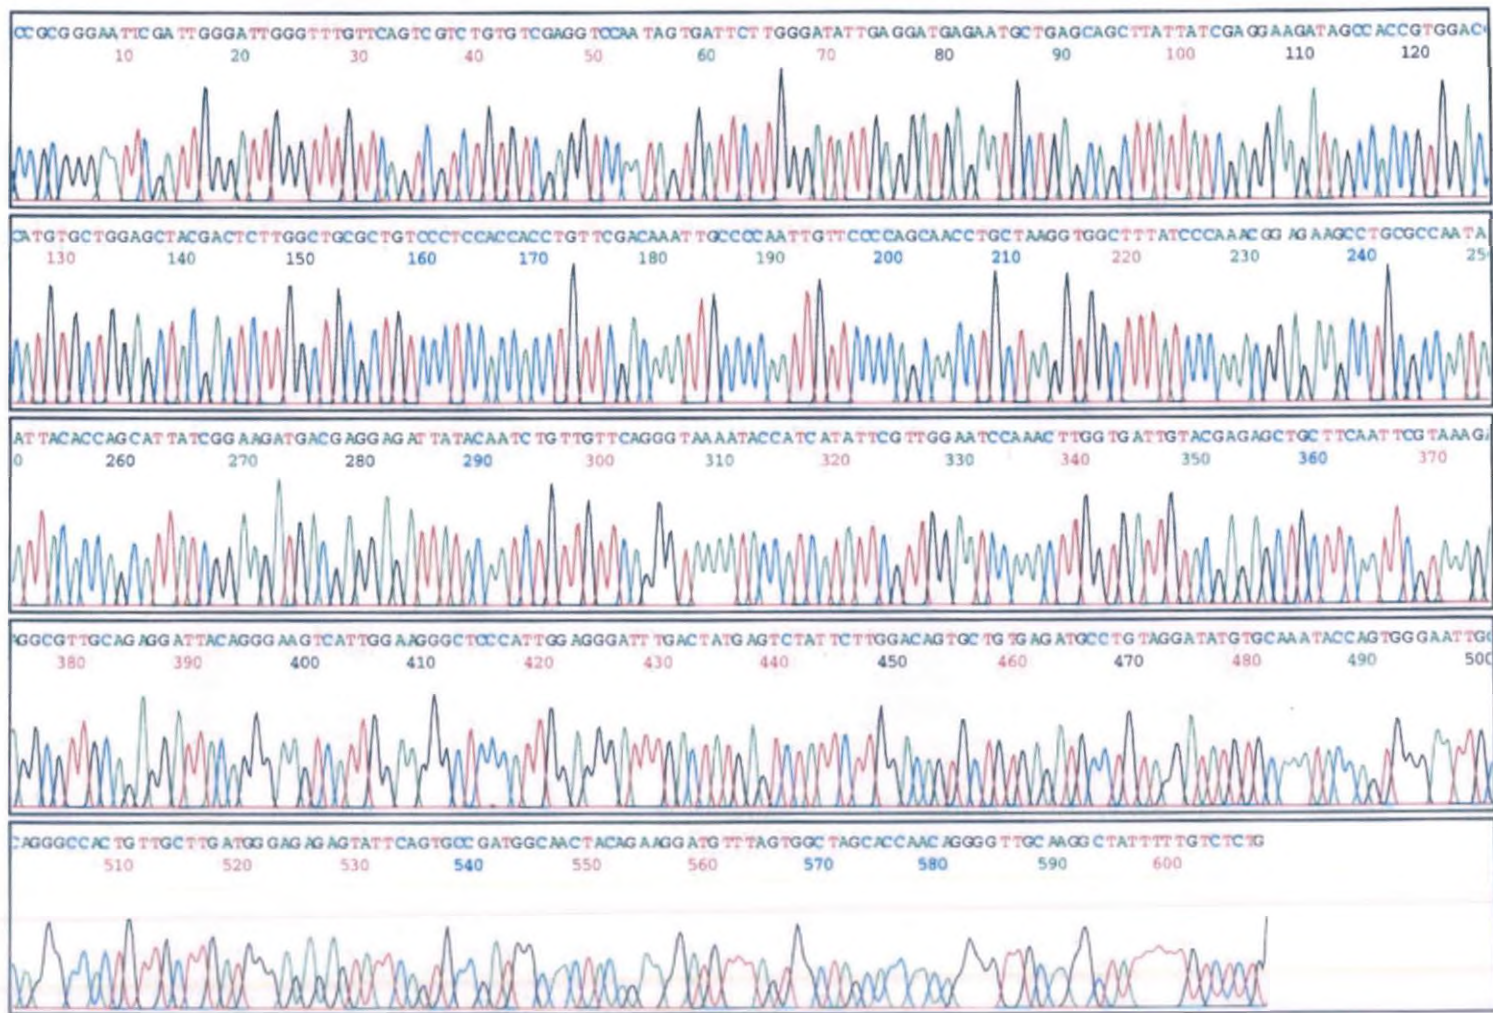 CCGCGGGAATTCGATTGGGATTGGGTTTGTTCAGTCGTCTGTGTCGAGGTCCAATAGTGATTCTTGGGATATTGAGGATGAGAATGCTGAGCAGCTTATTATCGAGGAAGATAGCCACCGTGGAC
10 20 30 40 50 60 70 80 90 100 110 120
CATGTGCTGGAGCTACGACTCTTGGCTGCGCTGTCCCTCCACCACCTGTTCGACAAATTGCCCCAATTGTTCCCCAGCAACCTGCTAAGGTGGCTTTATCCCAAACGGAGAAGCCTGCGCCAATA
130 140 150 160 170 180 190 200 210 220 230 240 25
ATTACACCAGCATTATCGGAAGATGACGAGGAGATTATACAATCTGTTGTTCAGGGTAAAATACCATCATATTCGTTGGAATCCAAACTTGGTGATTGTACGAGAGCTGCTTCAATTCGTAAAG
0 260 270 280 290 300 310 320 330 340 350 360 370
GGCGTTGCAGAGGATTACAGGGAAGTCATTGGAAGGGCTCCCATTGGAGGGATTTGACTATGAGTCTATTCTTGGACAGTGCTGTGAGATGCCTGTAGGATATGTGCAAATACCAGTGGGAATTG
380 390 400 410 420 430 440 450 460 470 480 490 500
CAGGGCCACTGTTGCTTGATGGGAGAGAGTATTCAGTGCCGATGGCAACTACAGAAGGATGTTTAGTGGCTAGCACCAACAGGGGTTGCAAGGCTATTTTTGTCTCTG
510 520 530 540 550 560 570 580 590 600